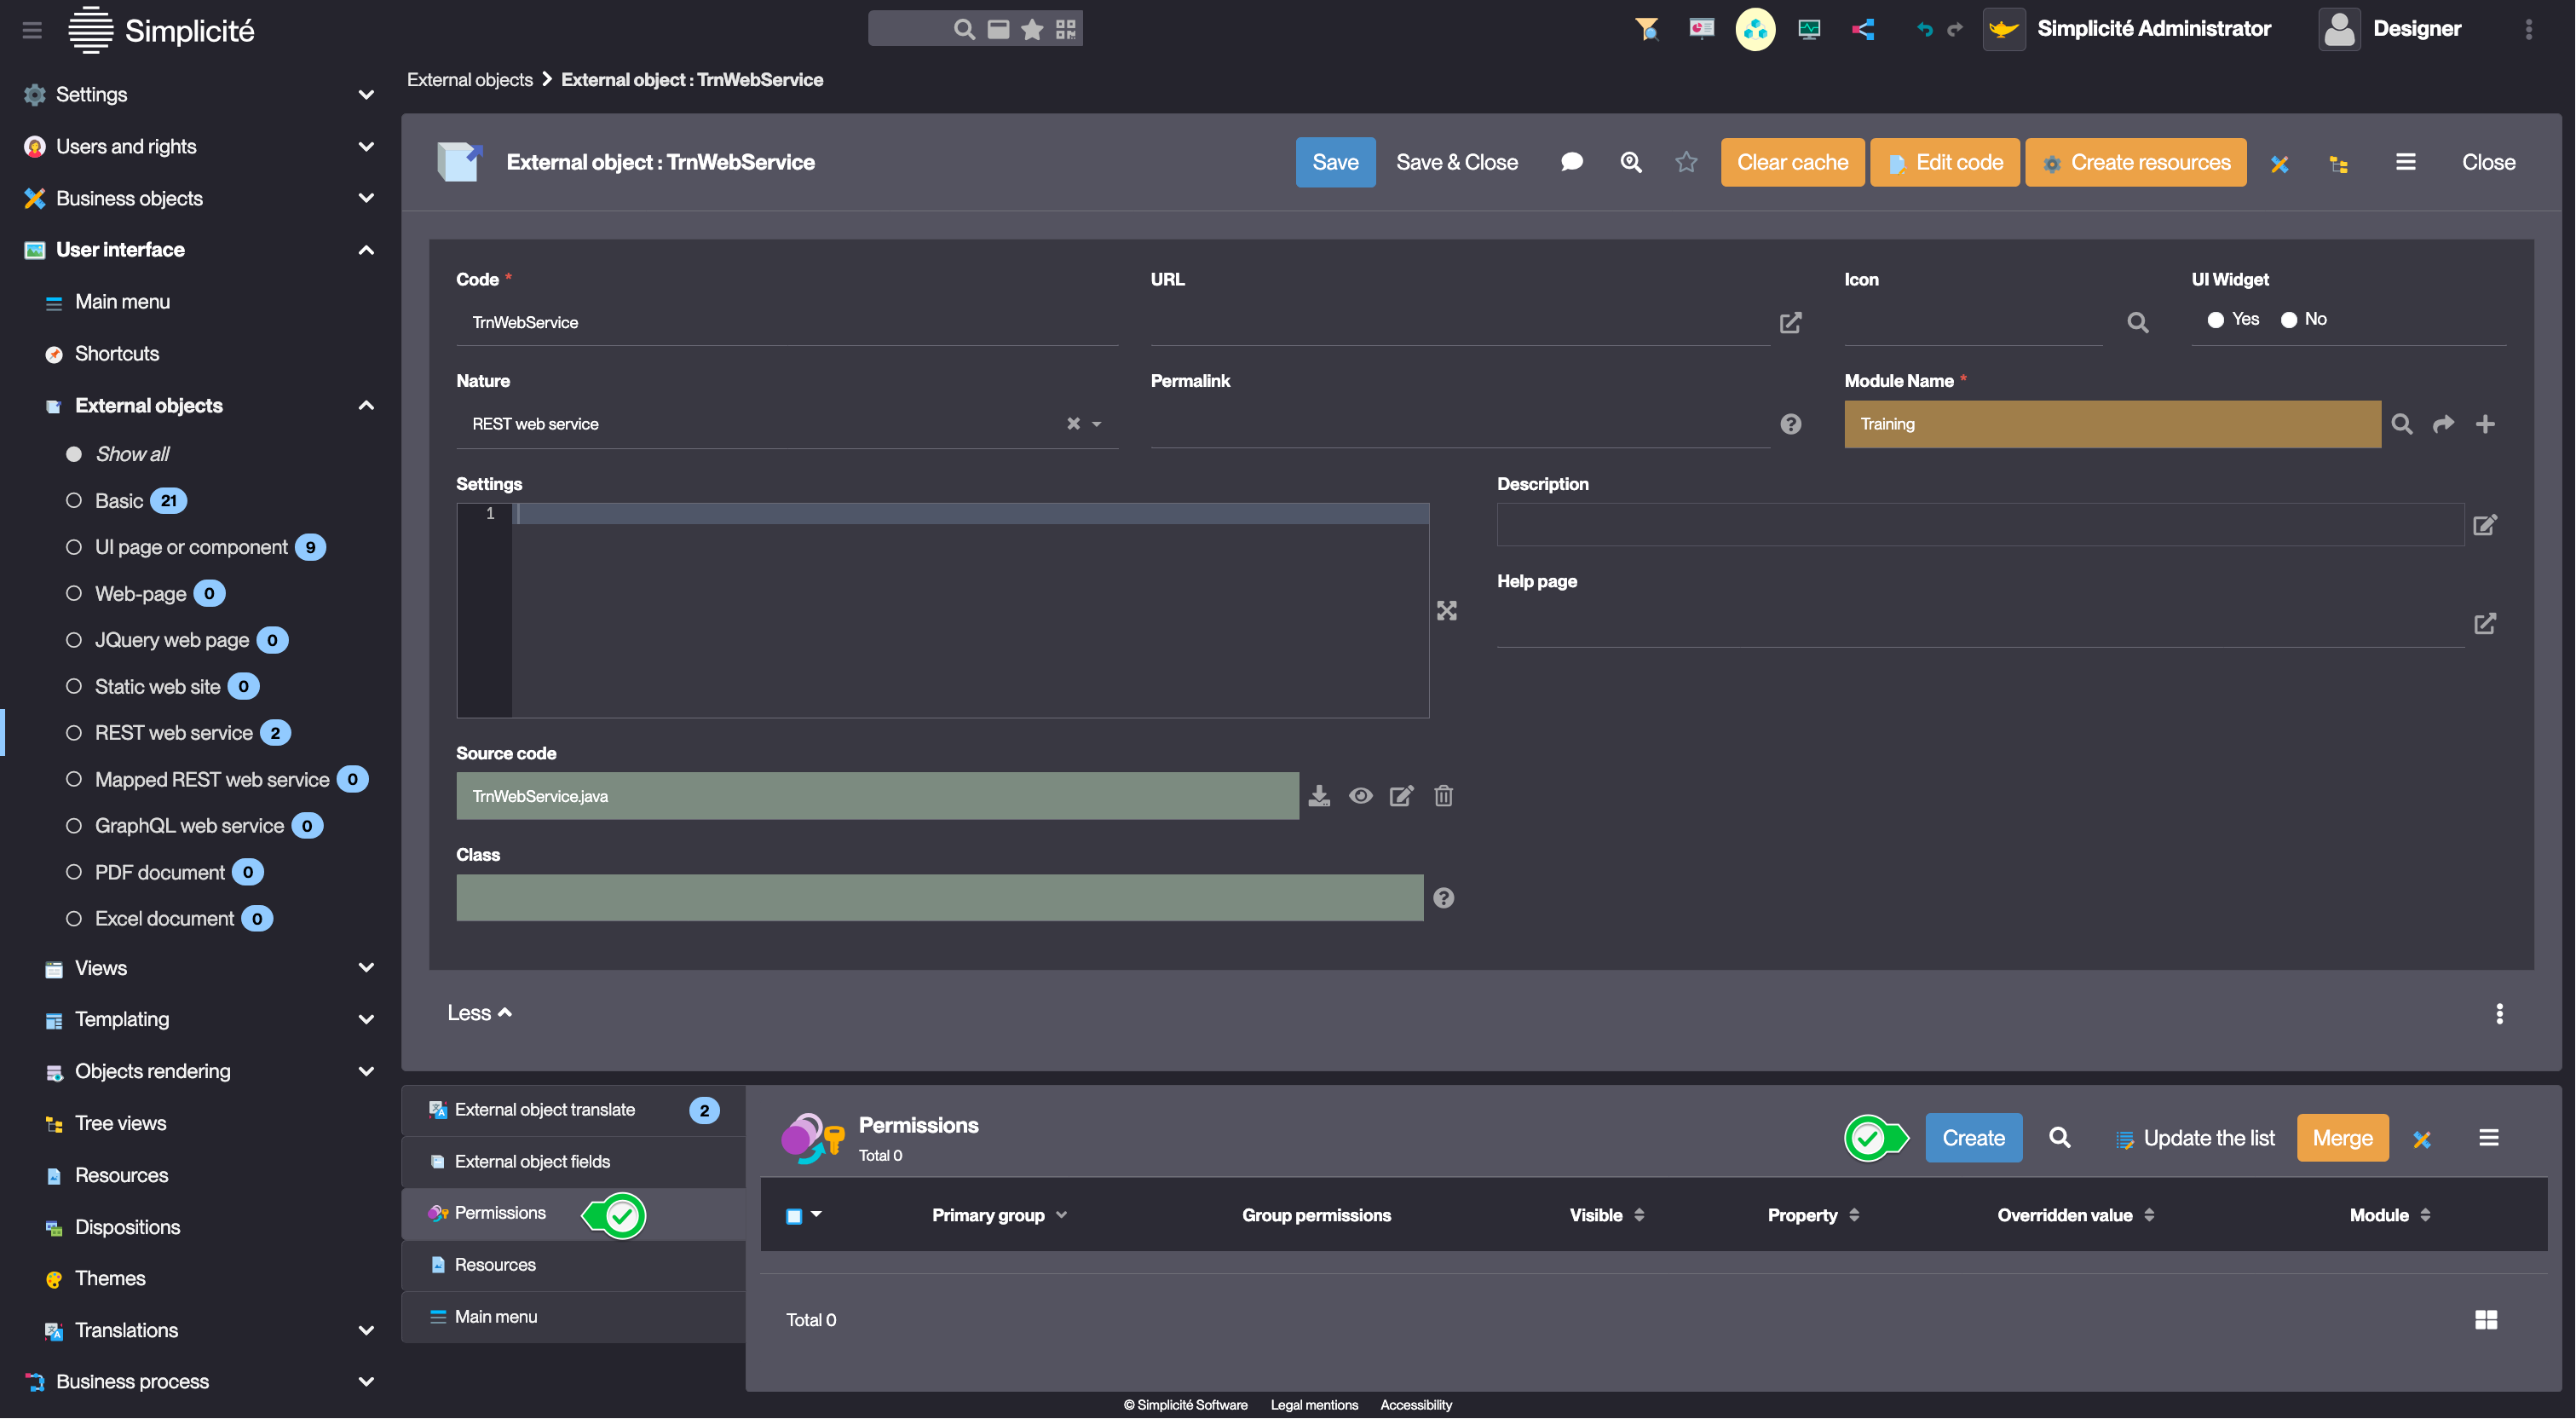 Simplicité
Simplicité Administrator
Designer
Settings
Users and rights
Business objects
User interface
Main menu
Shortcuts
External objects
Show all
Basic 21
UI page or component 9
Web-page 0
JQuery web page 0
Static web site 0
REST web service 2
Mapped REST web service 0
GraphQL web service 0
PDF document 0
Excel document 0
Views
Templating
Objects rendering
Tree views
Resources
Dispositions
Themes
Translations
Business process
External objects External object : TrnWebService
External object : TrnWebService
Save Save & Close Clear cache Edit code Create resources Close
Code * URL Icon UI Widget
TrnWebService Yes No
Nature Permalink Module Name *
REST web service Training
Settings Description
1
Help page
Source code
TrnWebService.java
Class
Less
External object translate 2
External object fields
Permissions
Resources
Main menu
Permissions
Total 0
Create Update the list Merge
Primary group Group permissions Visible Property Overridden value Module
Total 0
© Simplicité Software Legal mentions Accessibility